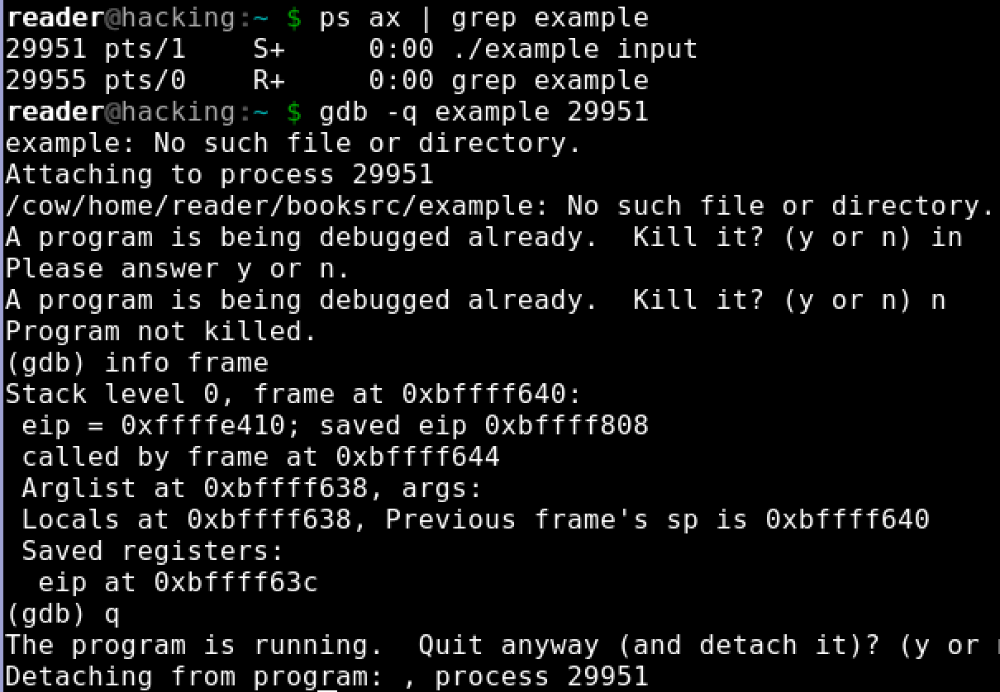 reader@hacking:~ $ ps ax | grep example
29951 pts/1    S+     0:00 ./example input
29955 pts/0    R+     0:00 grep example
reader@hacking:~ $ gdb -q example 29951
example: No such file or directory.
Attaching to process 29951
/cow/home/reader/booksrc/example: No such file or directory.
A program is being debugged already.  Kill it? (y or n) in
Please answer y or n.
A program is being debugged already.  Kill it? (y or n) n
Program not killed.
(gdb) info frame
Stack level 0, frame at 0xbffff640:
 eip = 0xffffe410; saved eip 0xbffff808
 called by frame at 0xbffff644
 Arglist at 0xbffff638, args:
 Locals at 0xbffff638, Previous frame's sp is 0xbffff640
 Saved registers:
  eip at 0xbffff63c
(gdb) q
The program is running.  Quit anyway (and detach it)? (y or
Detaching from program: , process 29951